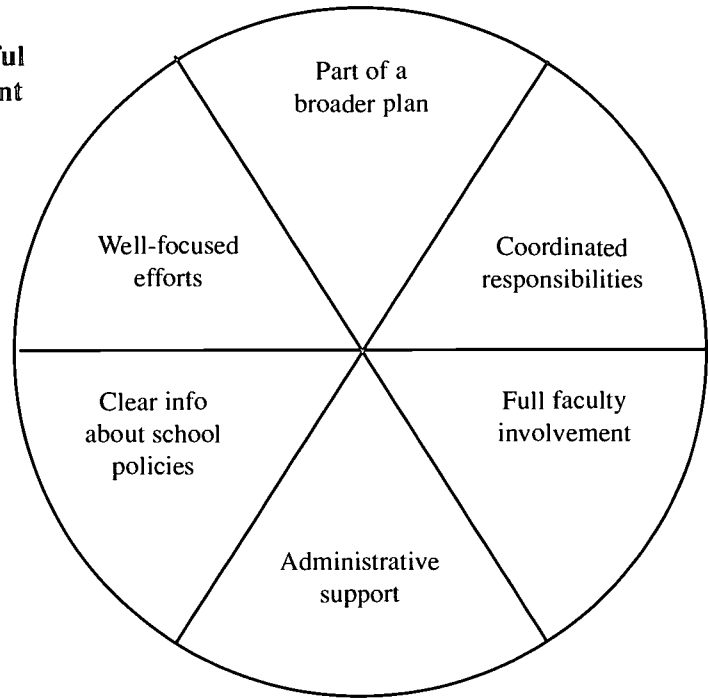 ful
nt
Part of a
broader plan
Well-focused
efforts
Coordinated
responsibilities
Clear info
about school
policies
Full faculty
involvement
Administrative
support